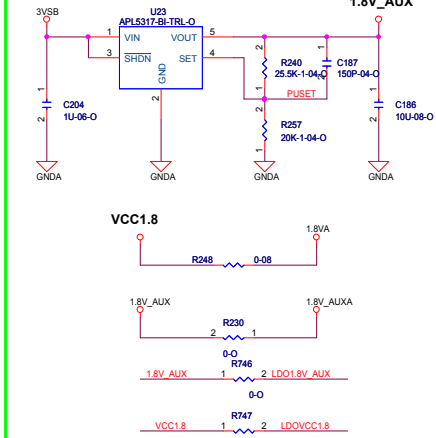 1.8V_AUX
3VSB
U23
APL5317-BI-TRL-O
1 VIN VOUT 5
3 SHDN SET 4
GND
2
R240
25.5K-1-04-O
C187
150P-04-O
PUSET
C204
1U-06-O
R257
20K-1-04-O
C186
10U-08-O
GNDA GNDA GNDA GNDA
VCC1.8
1.8VA
R248 0-08
1.8V_AUX 1.8V_AUXA
R230
2 1
0-O
R746
1.8V_AUX 1 2 LDO1.8V_AUX
0-O
R747
VCC1.8 1 2 LDOVCC1.8